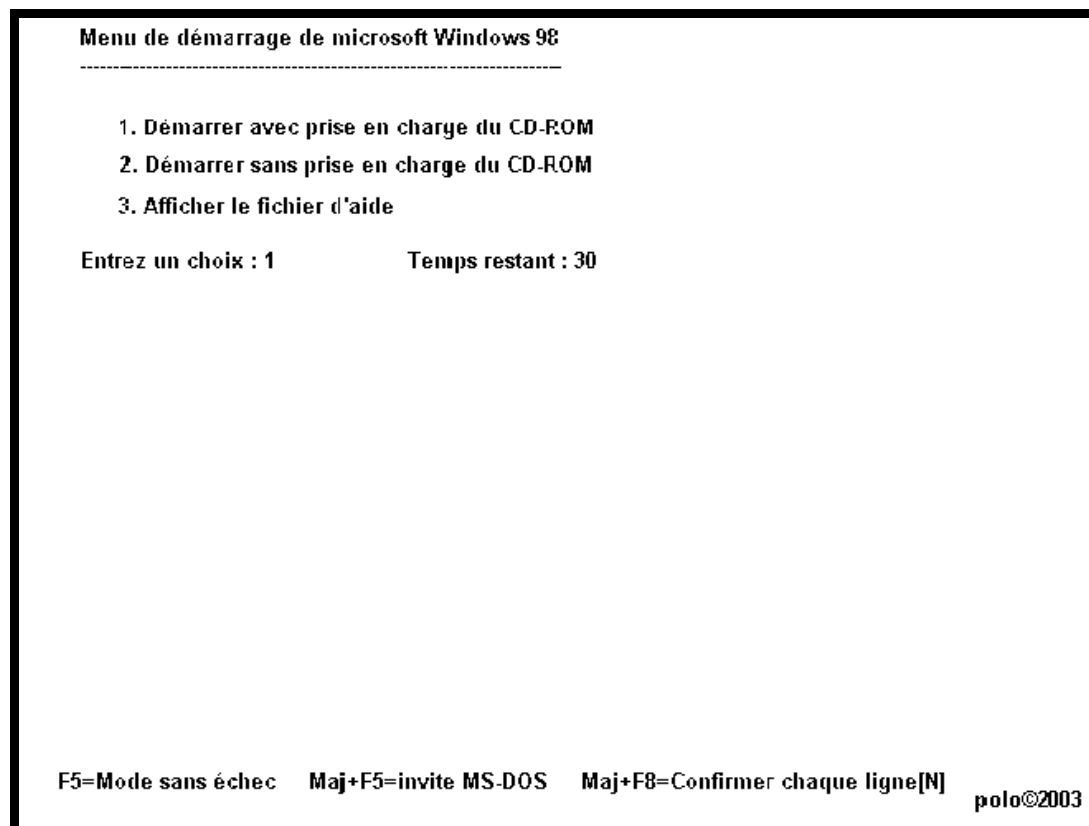 Menu de démarrage de microsoft Windows 98
---------------------------------------------------------------------
1. Démarrer avec prise en charge du CD-ROM
2. Démarrer sans prise en charge du CD-ROM
3. Afficher le fichier d'aide
Entrez un choix : 1 Temps restant : 30
F5=Mode sans échec Maj+F5=invite MS-DOS Maj+F8=Confirmer chaque ligne[N]
polo©2003